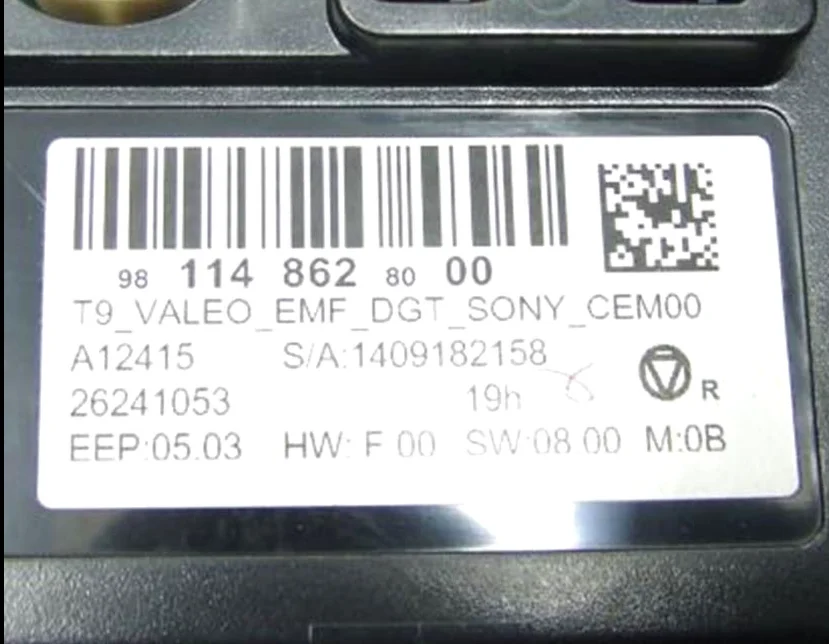 98 114 862 80 00
T9_VALEO_EMF_DGT_SONY_CEM00
A12415 S/A:1409182158
26241053 19h
R
EEP:05.03 HW: F 00 SW:08 00 M:0B